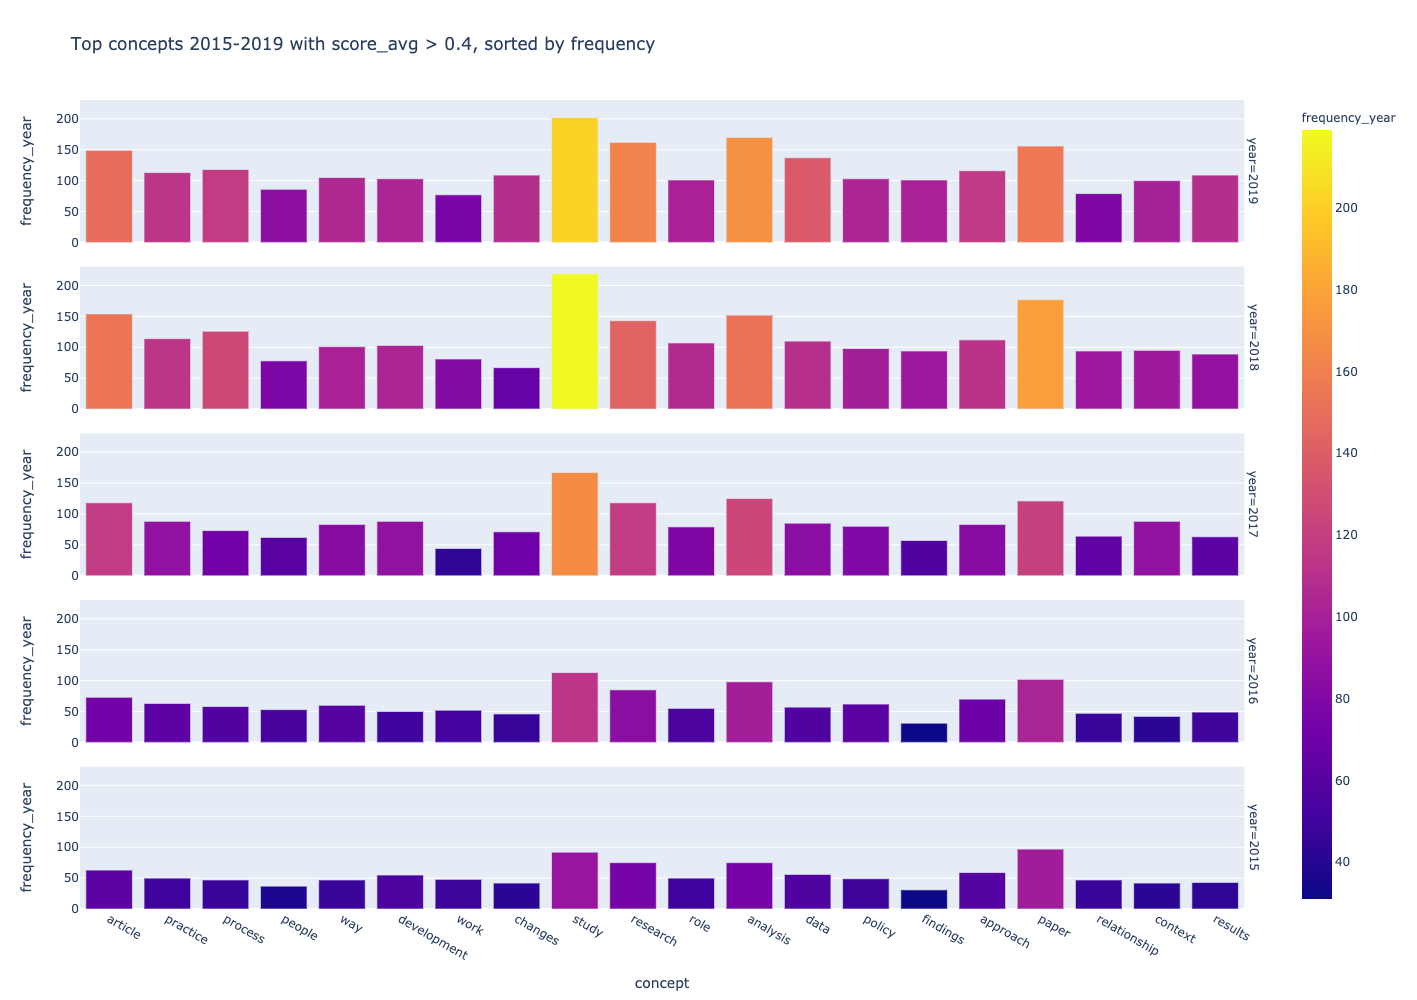 Top concepts 2015-2019 with score_avg > 0.4, sorted by frequency
frequency_year
200
150
100
50
0
year=2019
frequency_year
200
150
100
50
0
year=2018
frequency_year
200
150
100
50
0
year=2017
frequency_year
200
150
100
50
0
year=2016
frequency_year
200
150
100
50
0
year=2015
article
practice
process
people
way
development
work
changes
study
research
role
analysis
data
policy
findings
approach
paper
relationship
context
results
concept
frequency_year
200
180
160
140
120
100
80
60
40